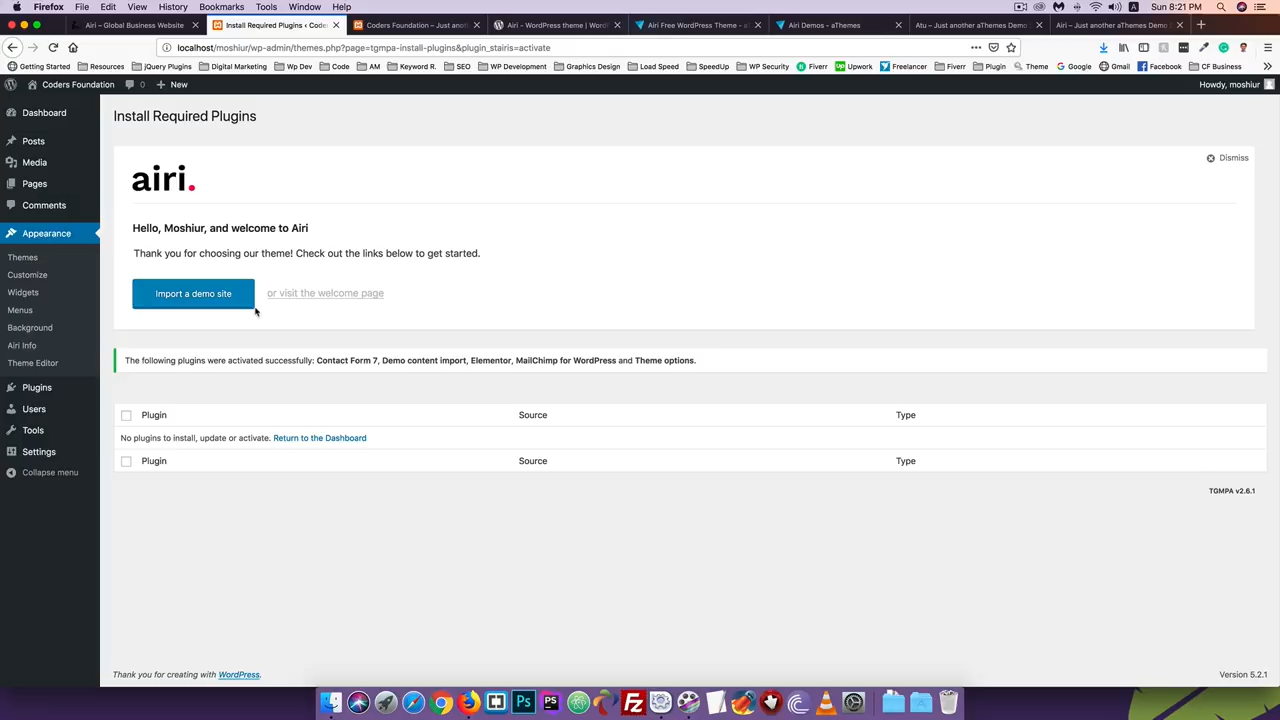 Firefox File Edit View History Bookmarks Tools Window Help Sun 8:21 PM
Airi – Global Business Website Install Required Plugins ‹ Code Coders Foundation – Just anot Airi - WordPress theme | Word Airi Free WordPress Theme - aT Airi Demos - aThemes Atu – Just another aThemes Demo Airi – Just another aThemes Demo S
localhost/moshiur/wp-admin/themes.php?page=tgmpa-install-plugins&plugin_status=activate
Getting Started Resources jQuery Plugins Digital Marketing Wp Dev Code AM Keyword R. SEO WP Development Graphics Design Load Speed SpeedUp WP Security Fiverr Upwork Freelancer Fiverr Plugin Theme Google Gmail Facebook CF Business
Coders Foundation 0 New Howdy, moshiur
Dashboard
Posts
Media
Pages
Comments
Appearance
Themes
Customize
Widgets
Menus
Background
Airi Info
Theme Editor
Plugins
Users
Tools
Settings
Collapse menu
Install Required Plugins
Dismiss
airi.
Hello, Moshiur, and welcome to Airi
Thank you for choosing our theme! Check out the links below to get started.
Import a demo site or visit the welcome page
The following plugins were activated successfully: Contact Form 7, Demo content import, Elementor, MailChimp for WordPress and Theme options.
Plugin Source Type
No plugins to install, update or activate. Return to the Dashboard
Plugin Source Type
TGMPA v2.6.1
Thank you for creating with WordPress. Version 5.2.1
Ps
PS
Fz